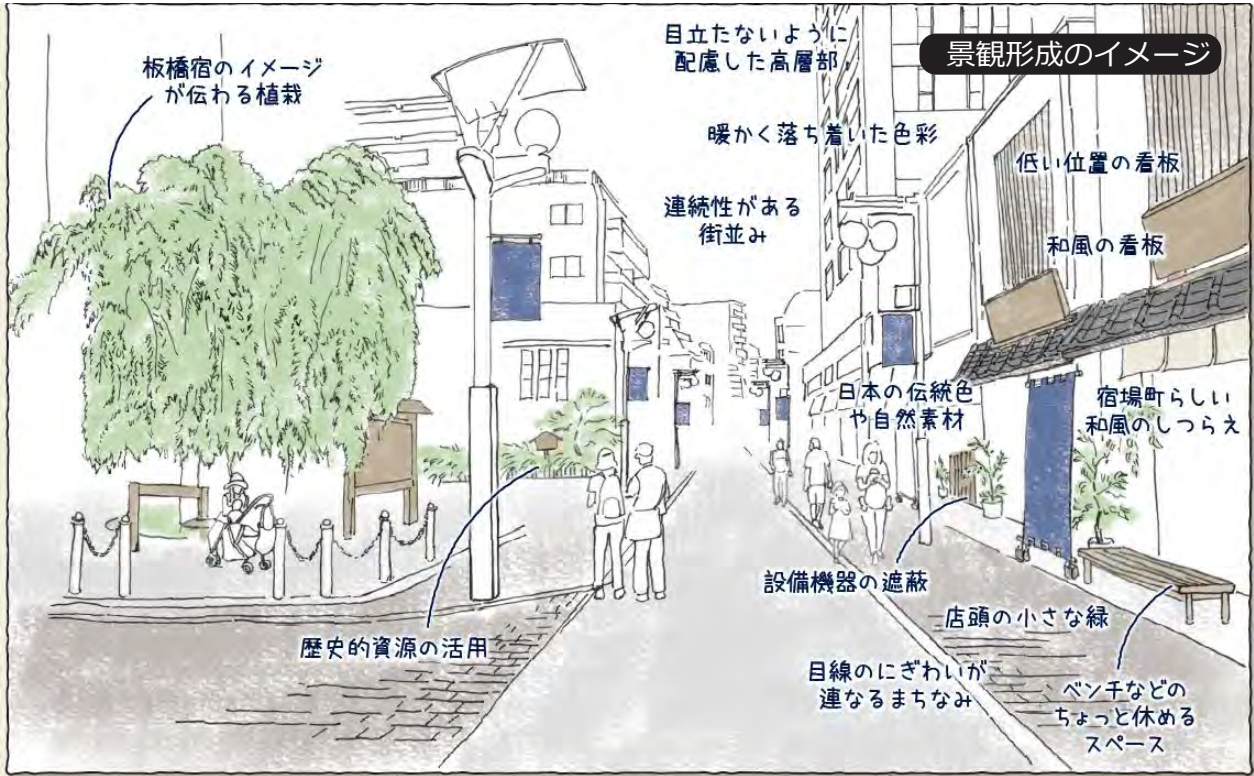 景観形成のイメージ
板橋宿のイメージ
が伝わる植栽
目立たないように
配慮した高層部
暖かく落ち着いた色彩
連続性がある
街並み
低い位置の看板
和風の看板
日本の伝統色
や自然素材
宿場町らしい
和風のしつらえ
設備機器の遮蔽
店頭の小さな緑
歴史的資源の活用
目線のにぎわいが
連なるまちなみ
ベンチなどの
ちょっと休める
スペース